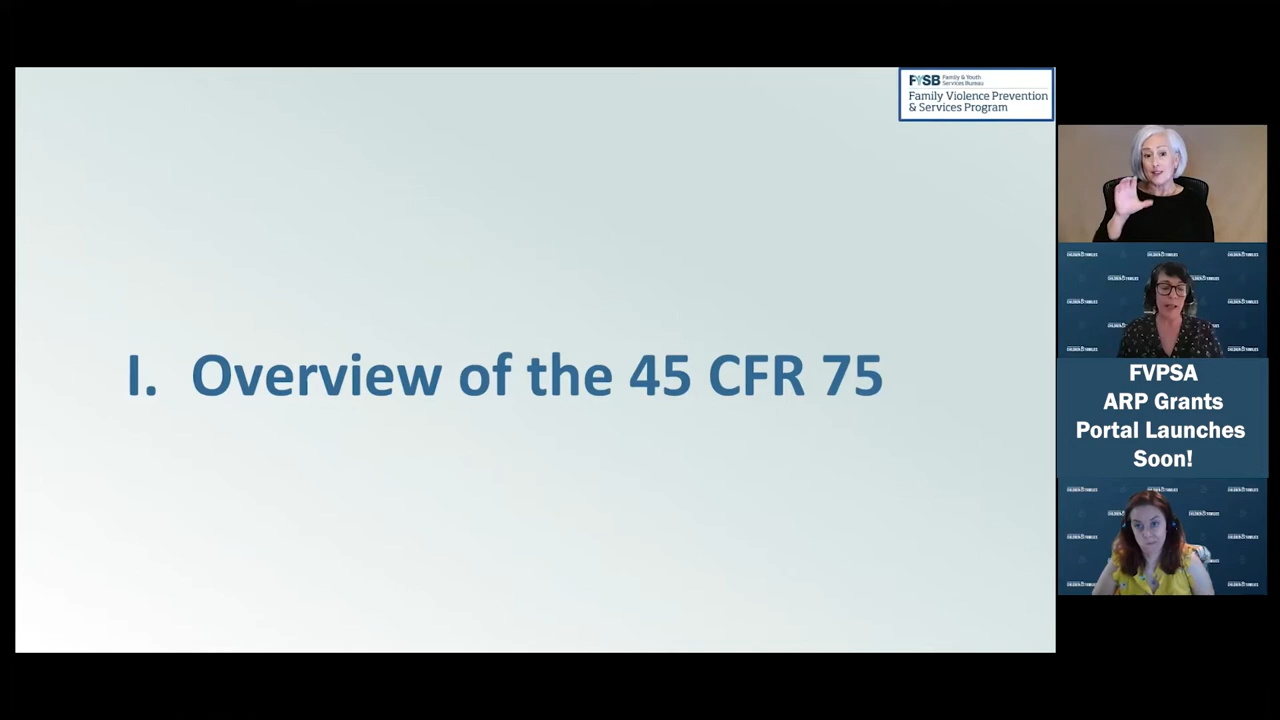 FYSB Family & Youth
Services Bureau
Family Violence Prevention
& Services Program
I. Overview of the 45 CFR 75
FVPSA
ARP Grants
Portal Launches
Soon!